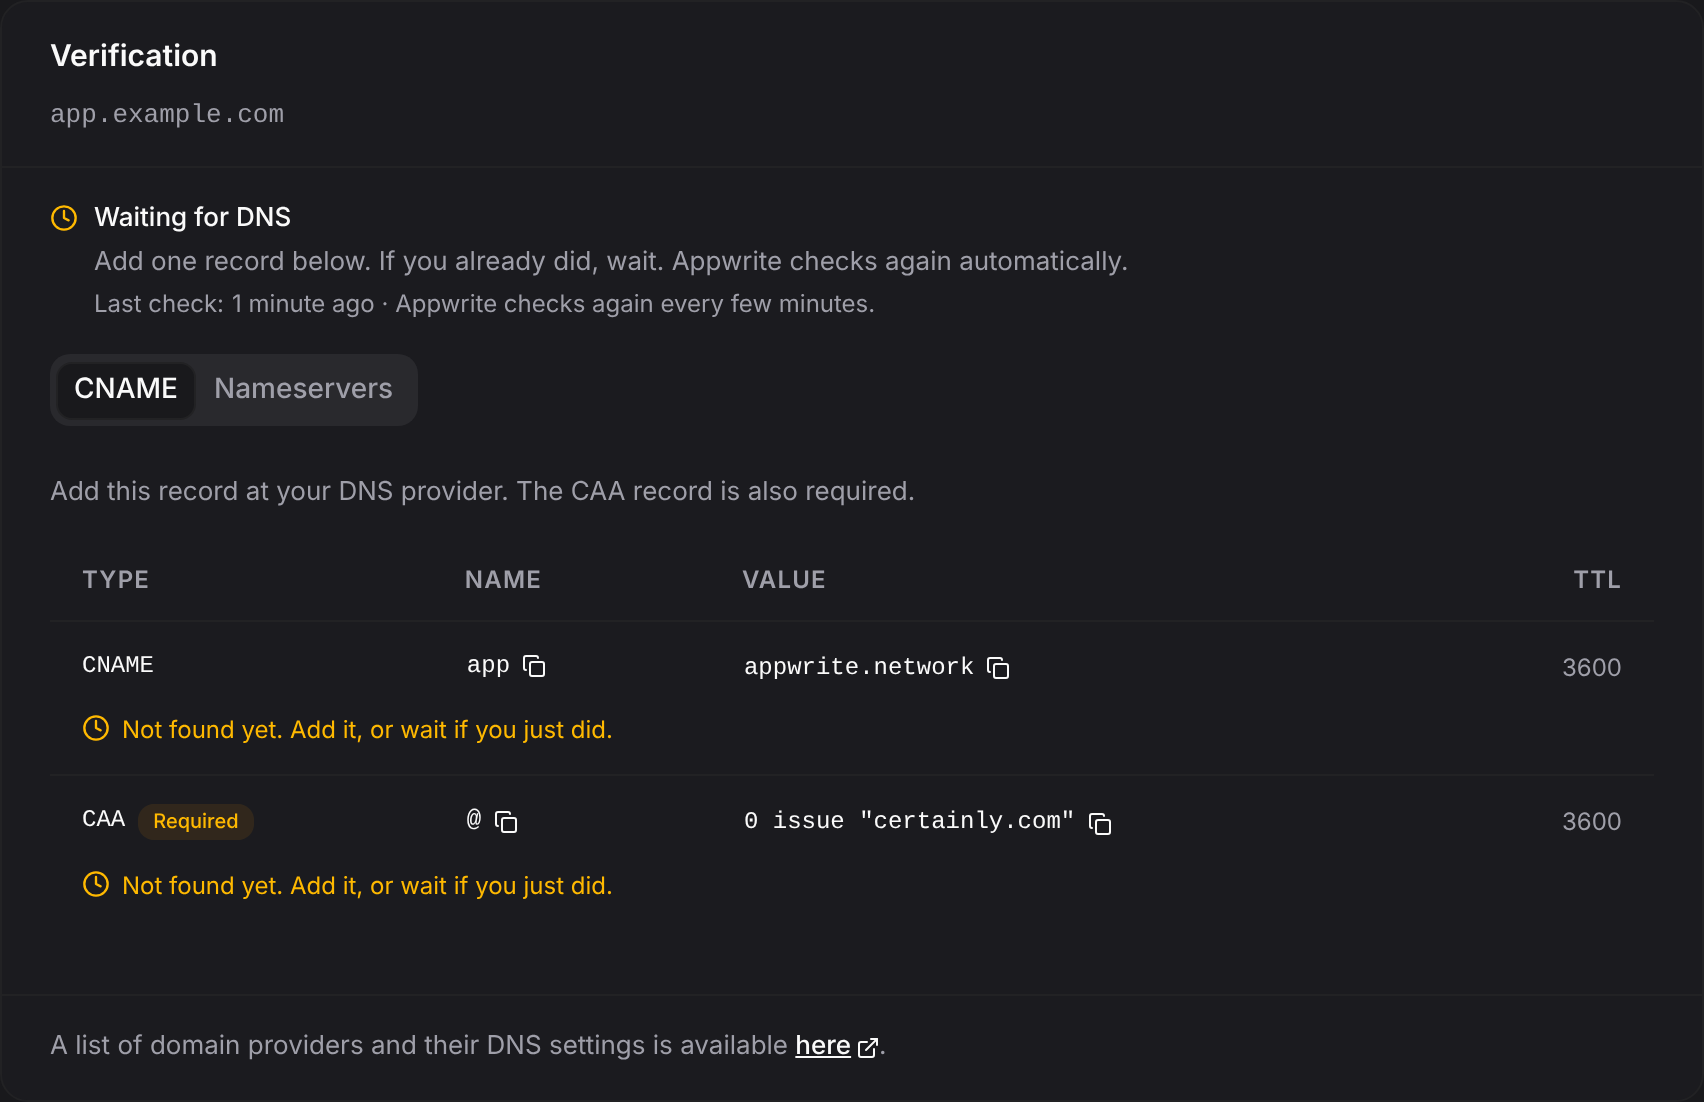 Verification
app.example.com
Waiting for DNS
Add one record below. If you already did, wait. Appwrite checks again automatically.
Last check: 1 minute ago · Appwrite checks again every few minutes.
CNAME Nameservers
Add this record at your DNS provider. The CAA record is also required.
TYPE NAME VALUE TTL
CNAME app appwrite.network 3600
Not found yet. Add it, or wait if you just did.
CAA Required @ 0 issue "certainly.com" 3600
Not found yet. Add it, or wait if you just did.
A list of domain providers and their DNS settings is available here.